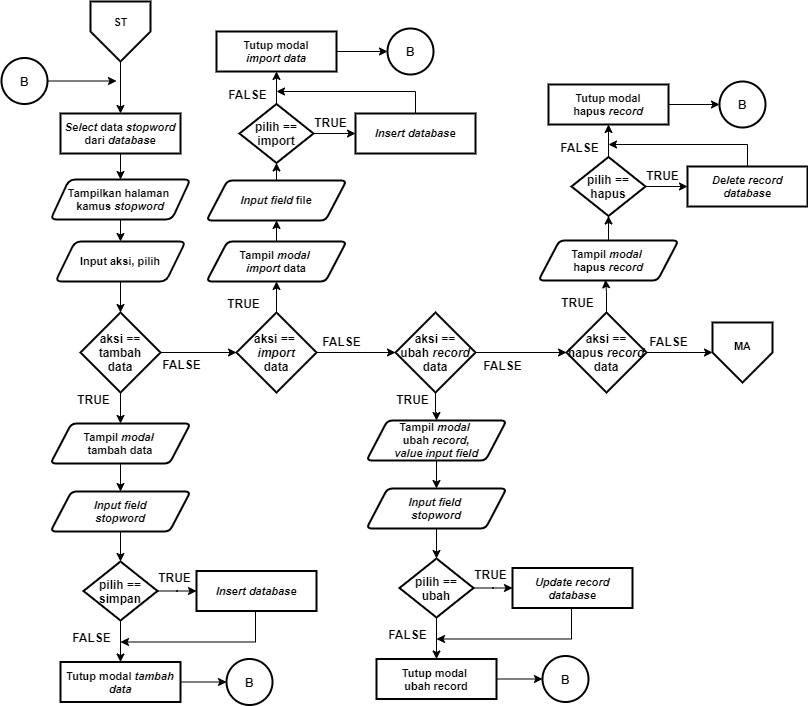 ST
B
Select data stopword
dari database
Tampilkan halaman
kamus stopword
Input aksi, pilih
aksi ==
tambah
data
FALSE
TRUE
Tampil modal
tambah data
Input field
stopword
pilih ==
simpan
TRUE
Insert database
FALSE
Tutup modal tambah
data
B
Tutup modal
import data
B
FALSE
pilih ==
import
TRUE
Insert database
Input field file
Tampil modal
import data
TRUE
aksi ==
import
data
FALSE
aksi ==
ubah record
data
FALSE
TRUE
Tampil modal
ubah record,
value input field
Input field
stopword
pilih ==
ubah
TRUE
Update record
database
FALSE
Tutup modal
ubah record
B
Tutup modal
hapus record
B
FALSE
pilih ==
hapus
TRUE
Delete record
database
Tampil modal
hapus record
TRUE
aksi ==
hapus record
data
FALSE
MA